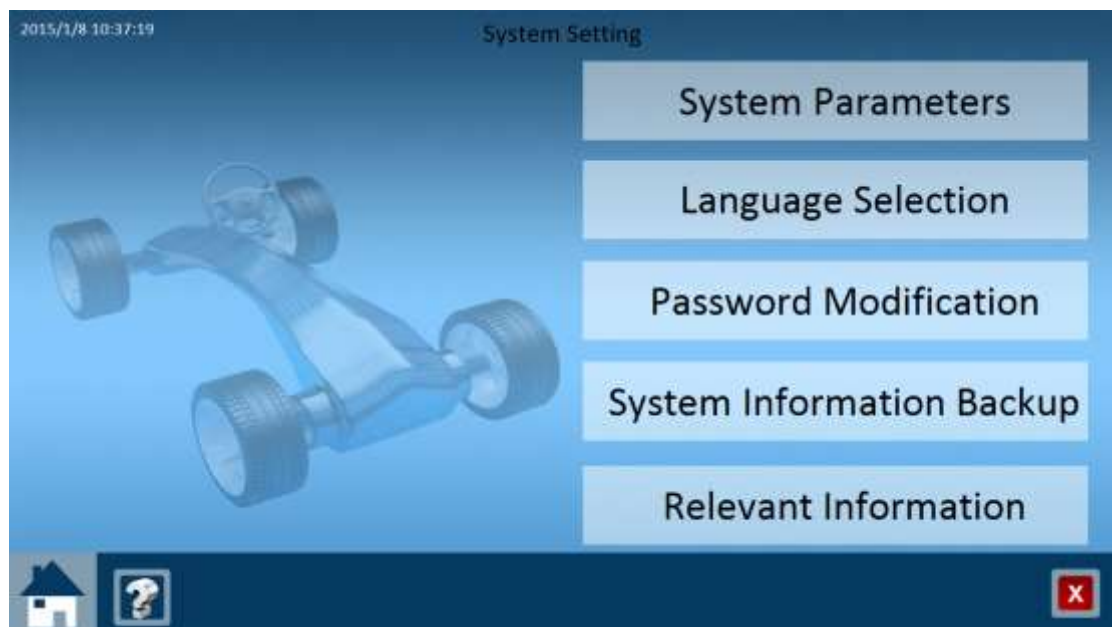 2015/1/8 10:37:19
System Setting
System Parameters
Language Selection
Password Modification
System Information Backup
Relevant Information
?
X